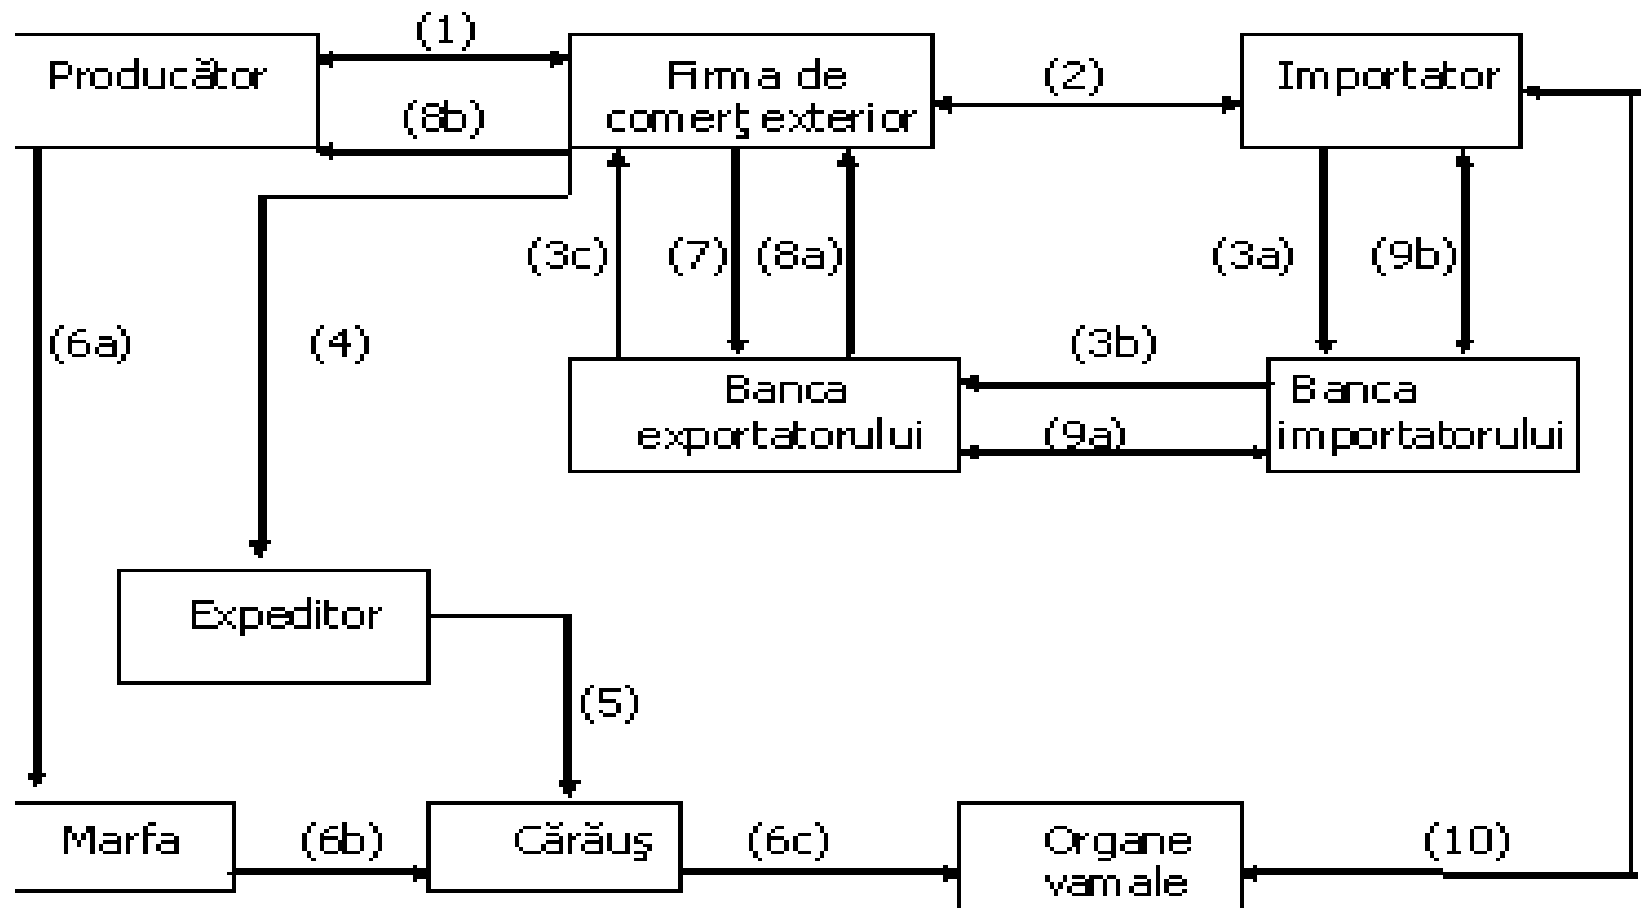 (1)
Producător
Firma de
comerţ exterior
(2)
Importator
(8b)
(3c)
(7)
(8a)
(3a)
(9b)
(6a)
(4)
(3b)
Banca
exportatorului
(9a)
Banca
importatorului
Expeditor
(5)
Marfa
(6b)
Cărăuş
(6c)
Organe
vamale
(10)